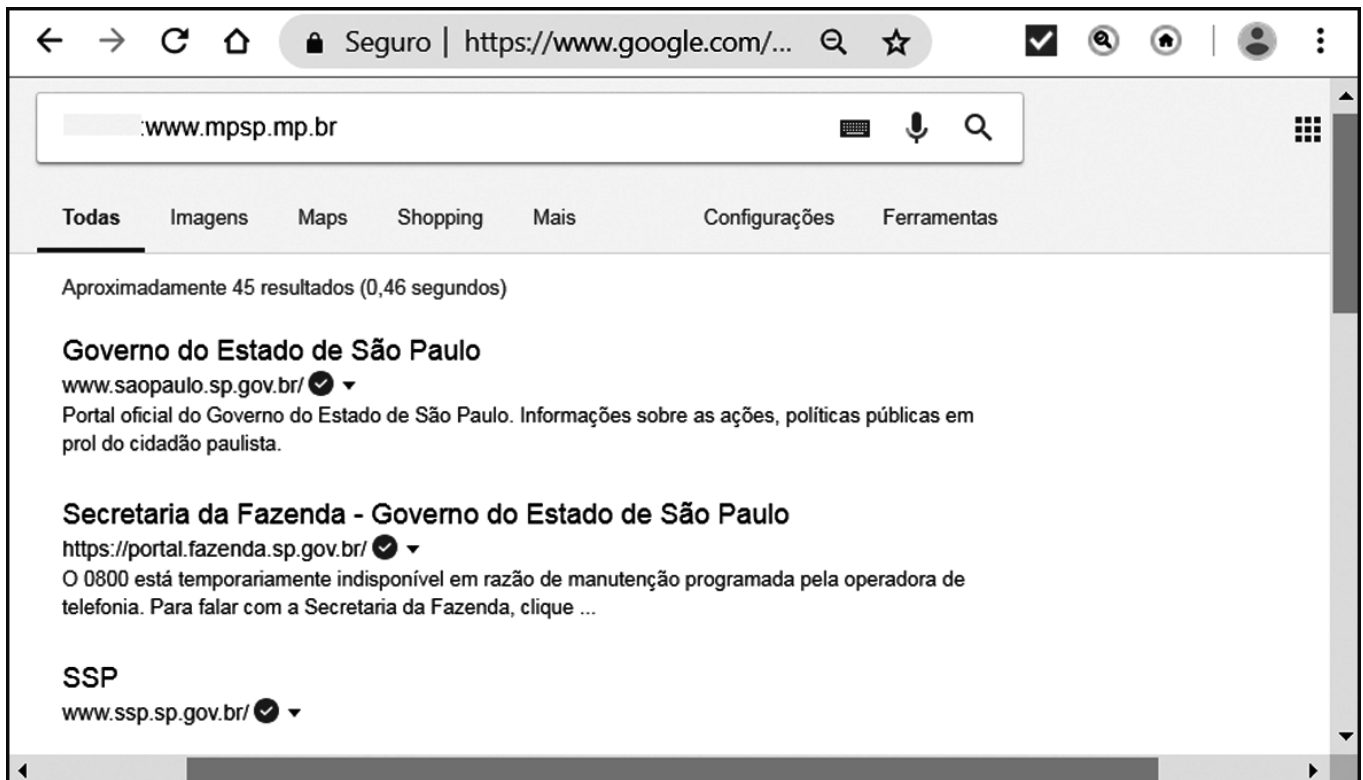 Seguro | https://www.google.com/...
:www.mpsp.mp.br
Todas Imagens Maps Shopping Mais Configurações Ferramentas
Aproximadamente 45 resultados (0,46 segundos)
Governo do Estado de São Paulo
www.saopaulo.sp.gov.br/
Portal oficial do Governo do Estado de São Paulo. Informações sobre as ações, políticas públicas em
prol do cidadão paulista.
Secretaria da Fazenda - Governo do Estado de São Paulo
https://portal.fazenda.sp.gov.br/
O 0800 está temporariamente indisponível em razão de manutenção programada pela operadora de
telefonia. Para falar com a Secretaria da Fazenda, clique ...
SSP
www.ssp.sp.gov.br/